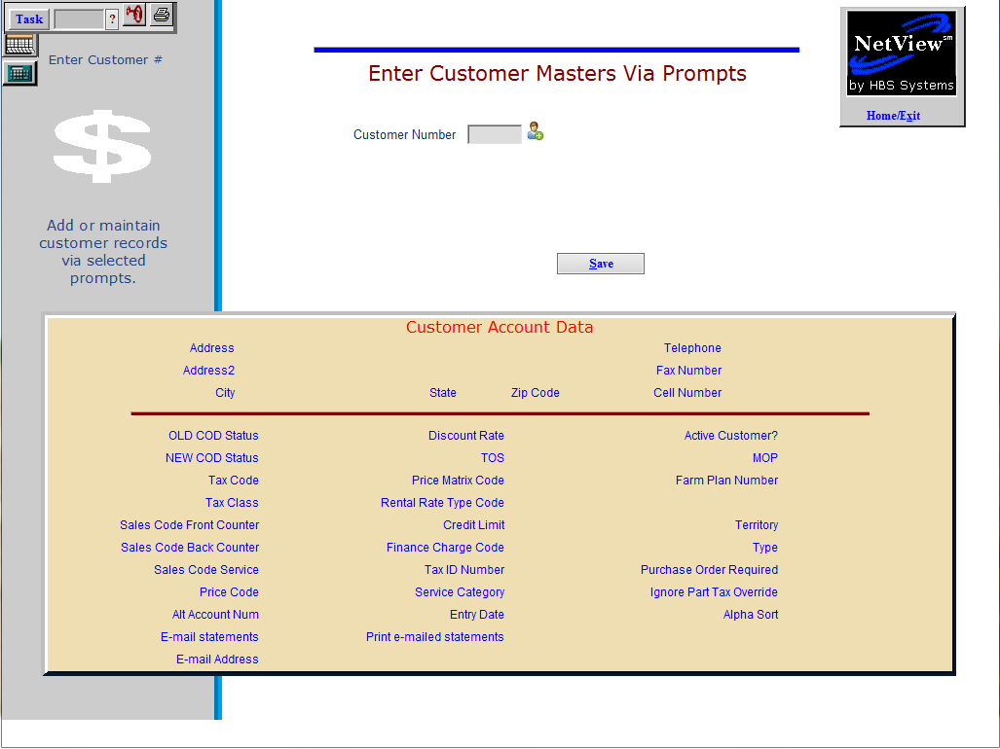 Task ?
Enter Customer #
Add or maintain
customer records
via selected
prompts.
Enter Customer Masters Via Prompts
Customer Number
Save
NetView℠
by HBS Systems
Home/Exit
Customer Account Data
Address Telephone
Address2 Fax Number
City State Zip Code Cell Number
OLD COD Status Discount Rate Active Customer?
NEW COD Status TOS MOP
Tax Code Price Matrix Code Farm Plan Number
Tax Class Rental Rate Type Code
Sales Code Front Counter Credit Limit Territory
Sales Code Back Counter Finance Charge Code Type
Sales Code Service Tax ID Number Purchase Order Required
Price Code Service Category Ignore Part Tax Override
Alt Account Num Entry Date Alpha Sort
E-mail statements Print e-mailed statements
E-mail Address